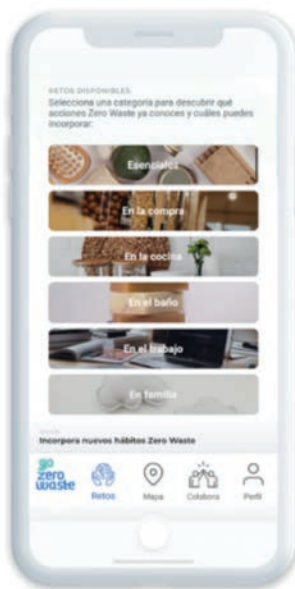 RETOS DISPONIBLES
Selecciona una categoría para descubrir qué
acciones Zero Waste ya conoces y cuáles puedes
incorporar:
Esenciales
En la compra
En la cocina
En el baño
En el trabajo
En familia
Incorpora nuevos hábitos Zero Waste
go
zero
waste
Retos
Mapa
Colabora
Perfil